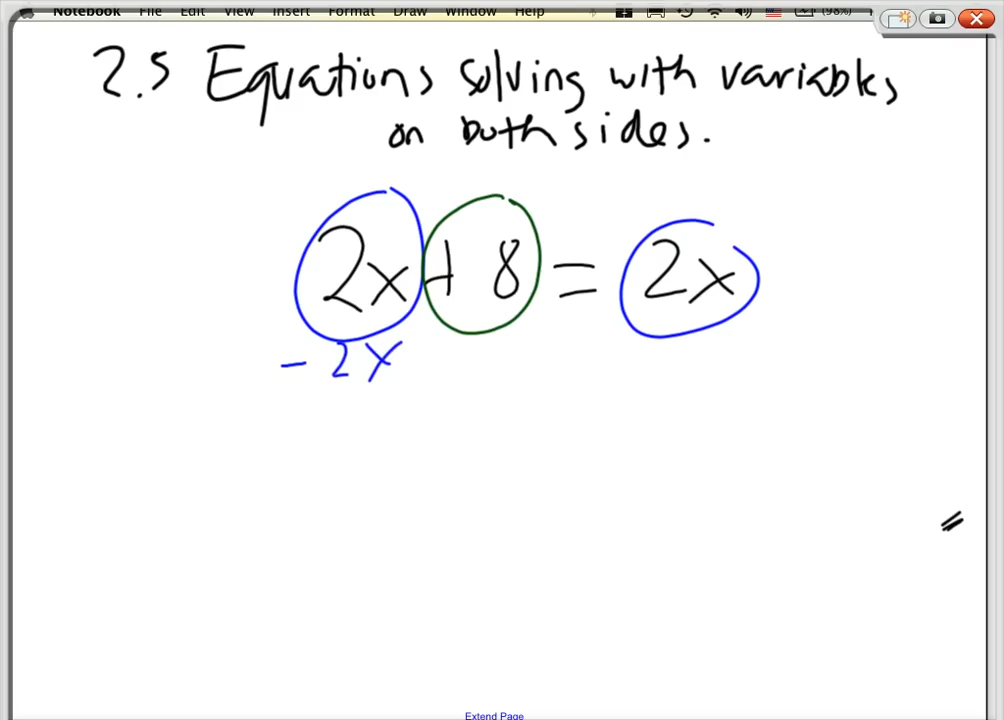 Notebook File Edit View Insert Format Draw Window Help (98%)
2.5 Equations solving with variables
on both sides.
2x + 8 = 2x
- 2x
Extend Page